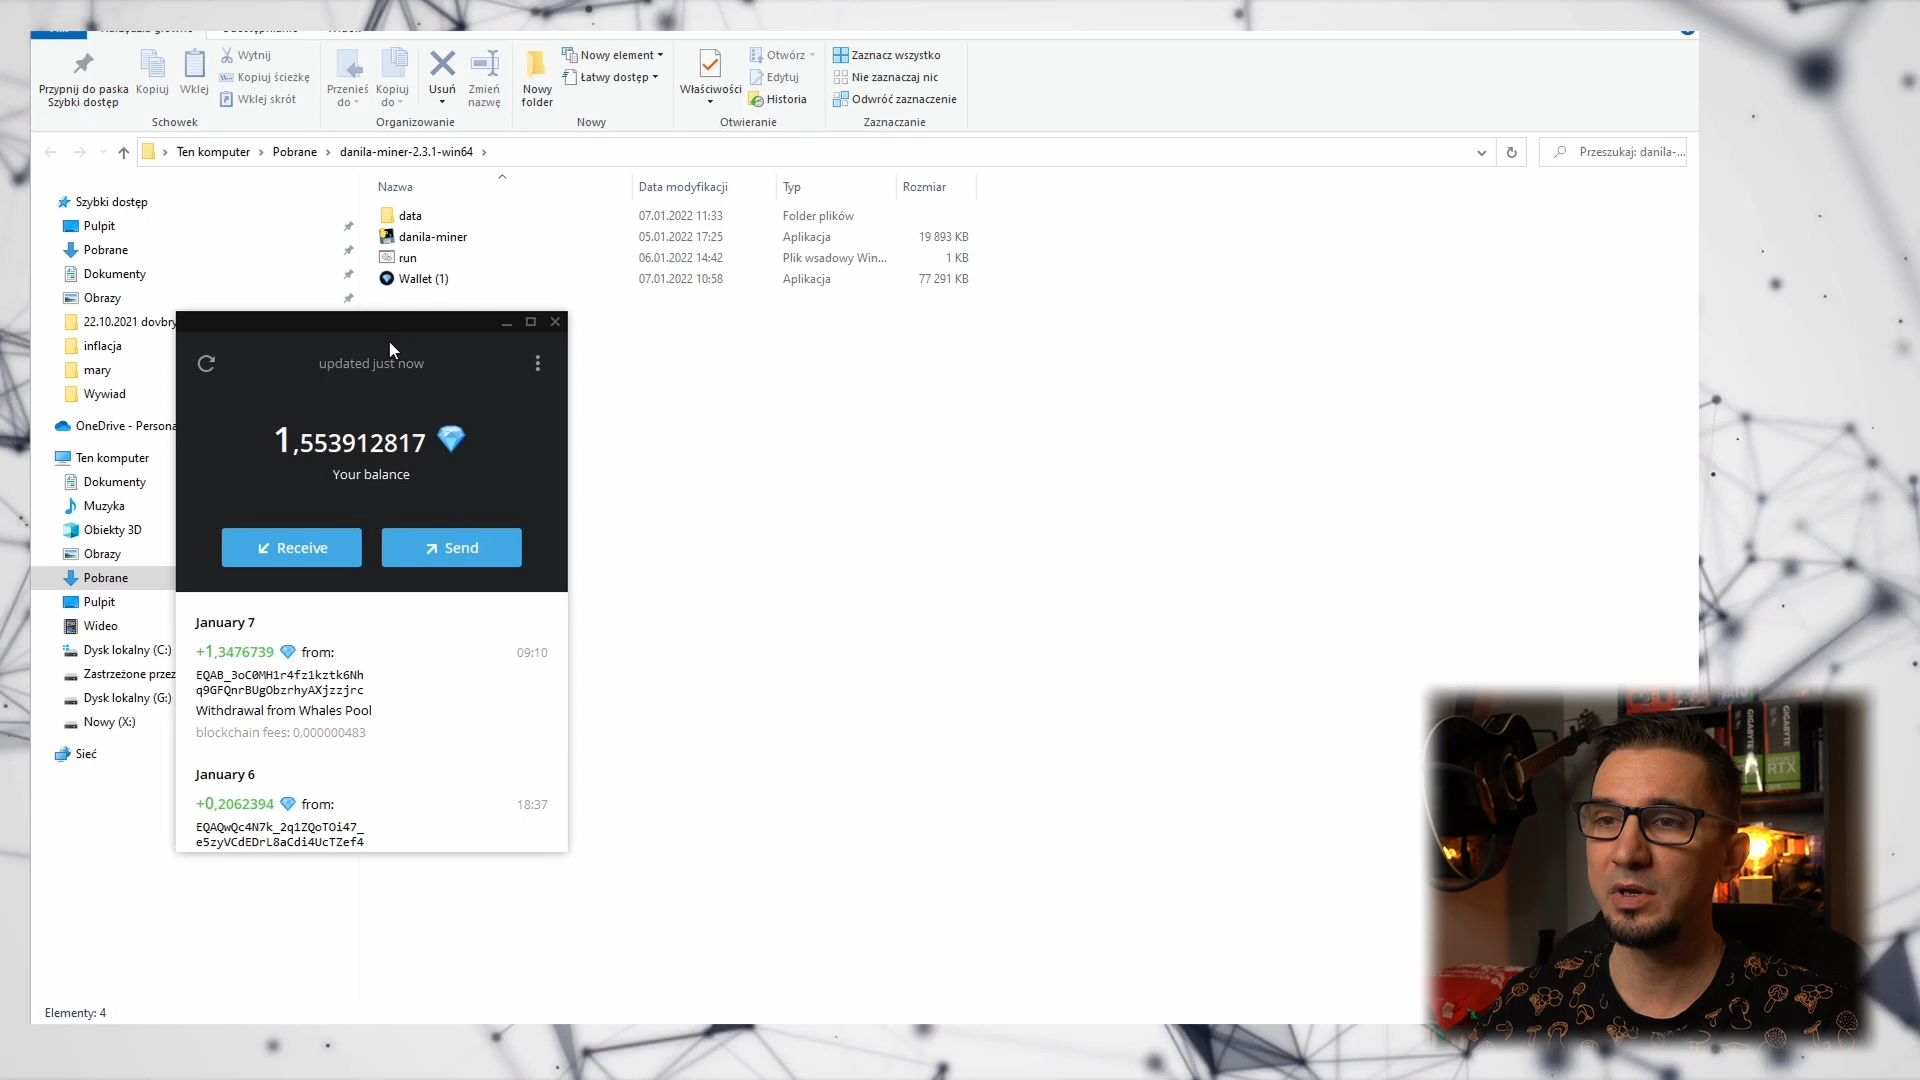 Przypnij do paska
Szybki dostęp
Kopiuj
Wklej
Wytnij
Kopiuj ścieżkę
Wklej skrót
Schowek
Przenieś
do
Kopiuj
do
Usuń
Zmień
nazwę
Organizowanie
Nowy
folder
Nowy element
Łatwy dostęp
Nowy
Właściwości
Otwórz
Edytuj
Historia
Otwieranie
Zaznacz wszystko
Nie zaznaczaj nic
Odwróć zaznaczenie
Zaznaczanie
Ten komputer
Pobrane
danila-miner-2.3.1-win64
Przeszukaj: danila-...
Nazwa
Data modyfikacji
Typ
Rozmiar
data 07.01.2022 11:33 Folder plików
danila-miner 05.01.2022 17:25 Aplikacja 19 893 KB
run 06.01.2022 14:42 Plik wsadowy Win... 1 KB
Wallet (1) 07.01.2022 10:58 Aplikacja 77 291 KB
Szybki dostęp
Pulpit
Pobrane
Dokumenty
Obrazy
22.10.2021 dovbry
inflacja
mary
Wywiad
OneDrive - Persona
Ten komputer
Dokumenty
Muzyka
Obiekty 3D
Obrazy
Pobrane
Pulpit
Wideo
Dysk lokalny (C:)
Zastrzeżone przez
Dysk lokalny (G:)
Nowy (X:)
Sieć
Elementy: 4
updated just now
1,553912817
Your balance
Receive
Send
January 7
+1,3476739 from: 09:10
EQAB_3oC0MH1r4fz1kztk6Nh
q9GFQnrBUgObzrhyAXjzzjrc
Withdrawal from Whales Pool
blockchain fees: 0,000000483
January 6
+0,2062394 from: 18:37
EQAQwQc4N7k_2q1ZQoTOi47_
e5zyVCdEDrL8aCdi4UcTZef4
GIGABYTE
GIGABYTE
RTX